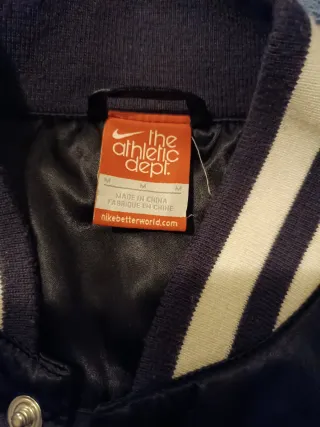 the
athletic
dept.
M M M
MADE IN CHINA
FABRIQUÉ EN CHINE
nikebetterworld.com